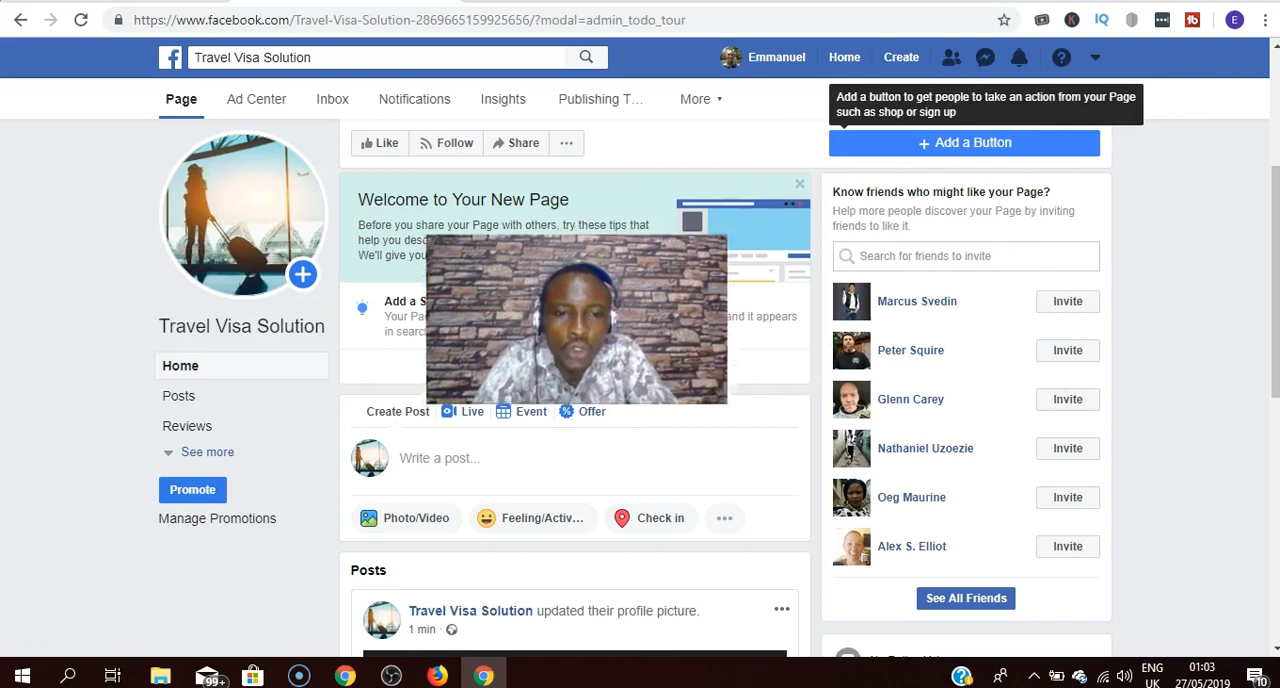 https://www.facebook.com/Travel-Visa-Solution-2869665159925656/?modal=admin_todo_tour
Travel Visa Solution
Emmanuel
Home
Create
Page
Ad Center
Inbox
Notifications
Insights
Publishing T...
More
Add a button to get people to take an action from your Page
such as shop or sign up
Like
Follow
Share
+ Add a Button
Welcome to Your New Page
Before you share your Page with others, try these tips that
help you
We'll give you
Add a
Your
in
and it appears
Travel Visa Solution
Home
Posts
Reviews
See more
Promote
Manage Promotions
Create Post
Live
Event
Offer
Write a post...
Photo/Video
Feeling/Activ...
Check in
Posts
Travel Visa Solution updated their profile picture.
1 min
Know friends who might like your Page?
Help more people discover your Page by inviting
friends to like it.
Search for friends to invite
Marcus Svedin
Invite
Peter Squire
Invite
Glenn Carey
Invite
Nathaniel Uzoezie
Invite
Oeg Maurine
Invite
Alex S. Elliot
Invite
See All Friends
99+
ENG
UK
01:03
27/05/2019
10